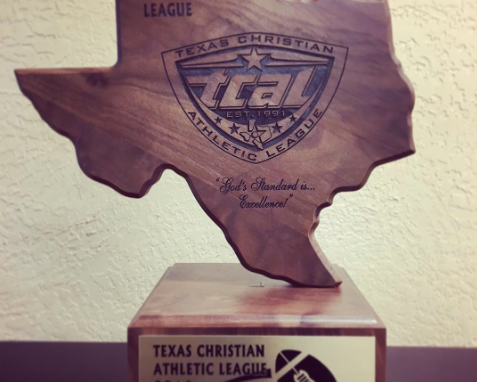 LEAGUE
TEXAS CHRISTIAN
tcal
EST. 1991
ATHLETIC LEAGUE
"God's Standard is...
Excellence!"
TEXAS CHRISTIAN
ATHLETIC LEAGUE